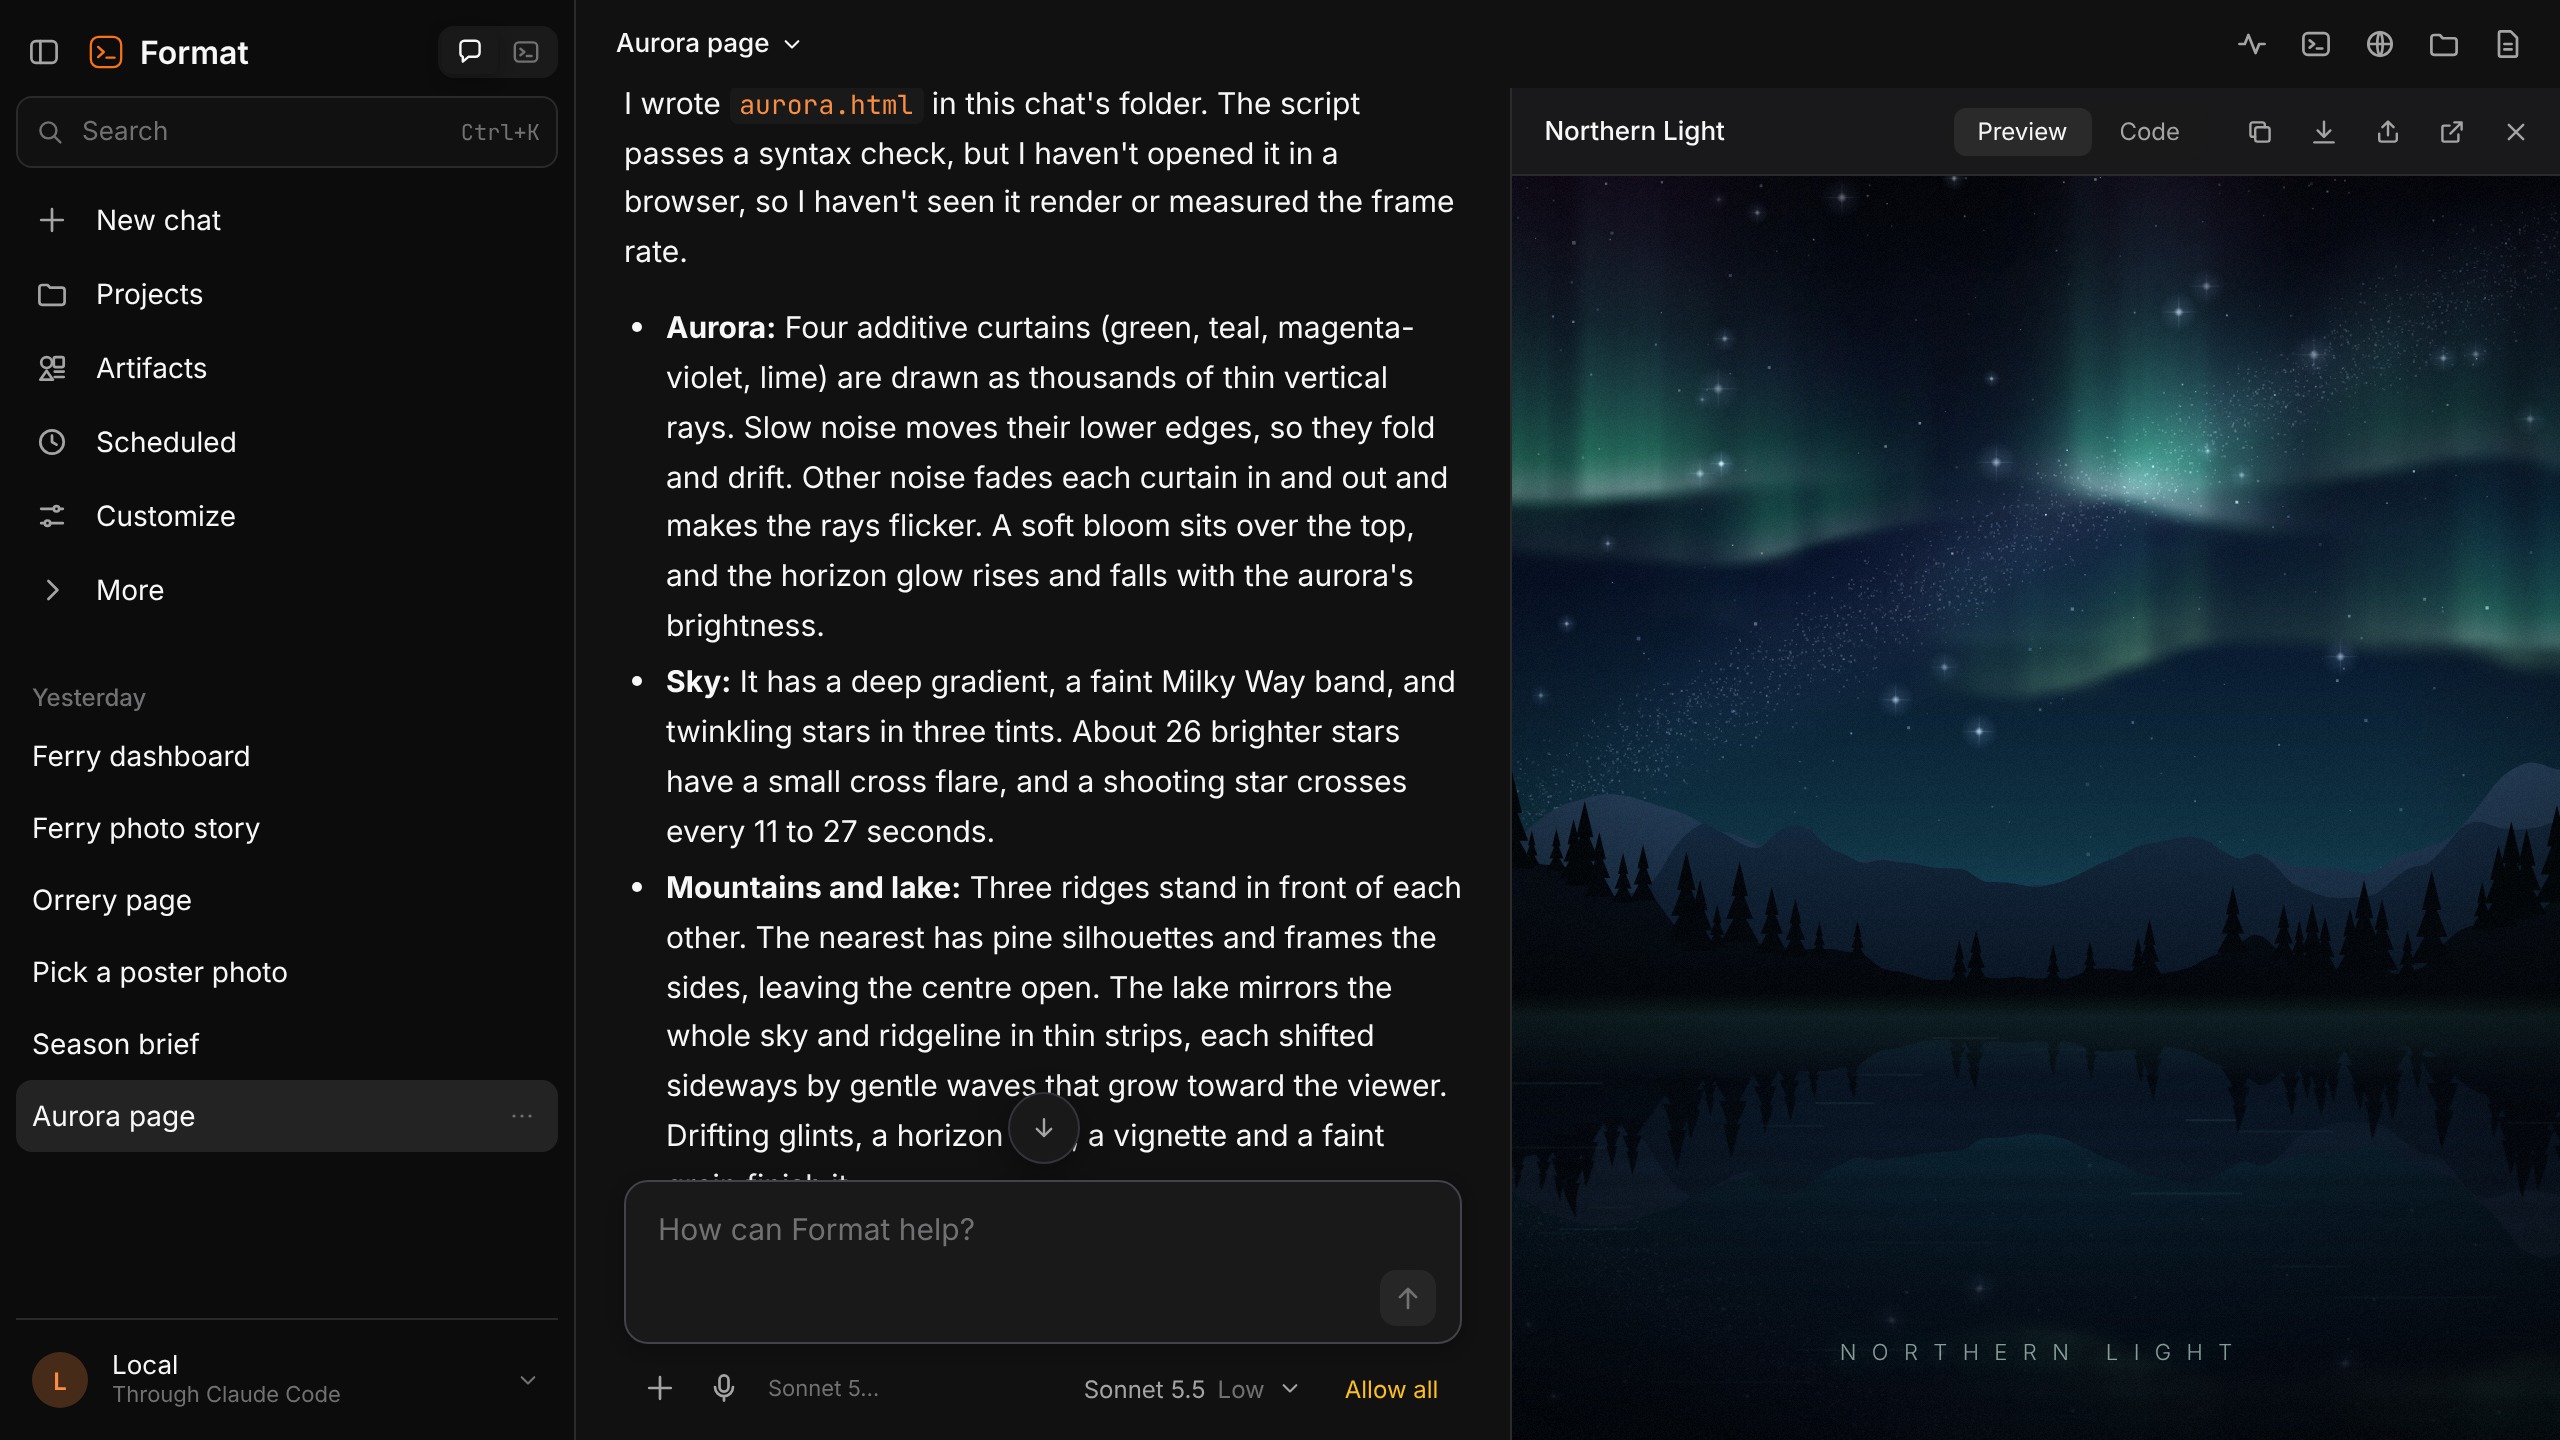 Format
Search
Ctrl+K
New chat
Projects
Artifacts
Scheduled
Customize
More
Yesterday
Ferry dashboard
Ferry photo story
Orrery page
Pick a poster photo
Season brief
Aurora page
L
Local
Through Claude Code
Aurora page
I wrote aurora.html in this chat's folder. The script
passes a syntax check, but I haven't opened it in a
browser, so I haven't seen it render or measured the frame
rate.
• Aurora: Four additive curtains (green, teal, magenta-
violet, lime) are drawn as thousands of thin vertical
rays. Slow noise moves their lower edges, so they fold
and drift. Other noise fades each curtain in and out and
makes the rays flicker. A soft bloom sits over the top,
and the horizon glow rises and falls with the aurora's
brightness.
• Sky: It has a deep gradient, a faint Milky Way band, and
twinkling stars in three tints. About 26 brighter stars
have a small cross flare, and a shooting star crosses
every 11 to 27 seconds.
• Mountains and lake: Three ridges stand in front of each
other. The nearest has pine silhouettes and frames the
sides, leaving the centre open. The lake mirrors the
whole sky and ridgeline in thin strips, each shifted
sideways by gentle waves that grow toward the viewer.
Drifting glints, a horizon , a vignette and a faint
How can Format help?
Sonnet 5...
Sonnet 5.5 Low
Allow all
Northern Light
Preview
Code
NORTHERN LIGHT